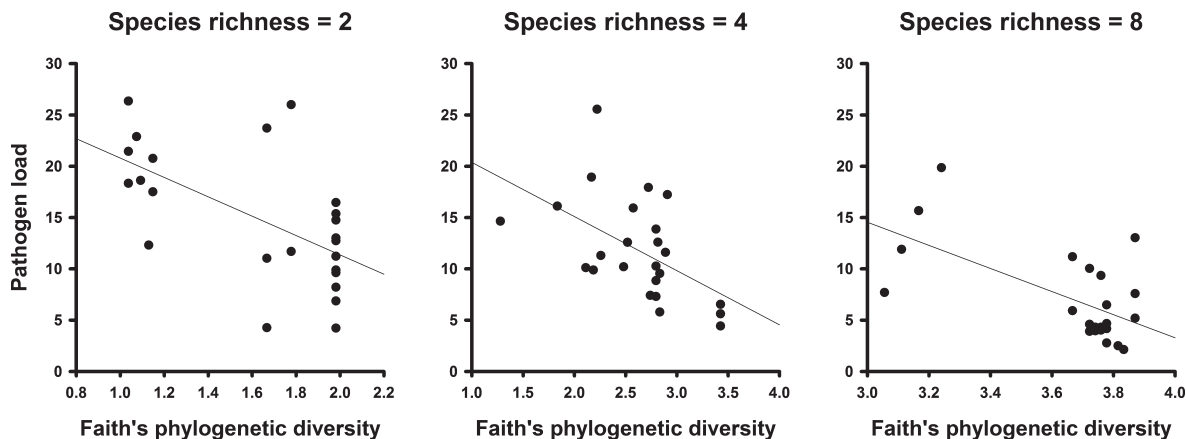 Species richness = 2
Species richness = 4
Species richness = 8
Pathogen load
30
25
20
15
10
5
0
0.8 1.0 1.2 1.4 1.6 1.8 2.0 2.2
Faith's phylogenetic diversity
30
25
20
15
10
5
0
1.0 1.5 2.0 2.5 3.0 3.5 4.0
Faith's phylogenetic diversity
30
25
20
15
10
5
0
3.0 3.2 3.4 3.6 3.8 4.0
Faith's phylogenetic diversity